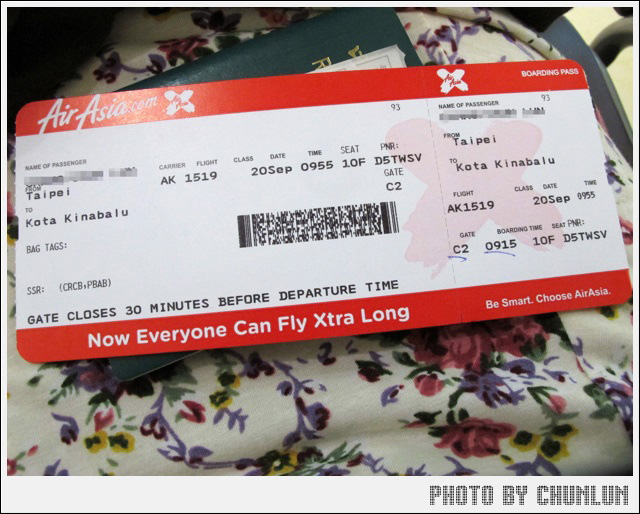 AirAsia.com
Air Asia
BOARDING PASS
93
NAME OF PASSENGER
FROM
Taipei
TO
Kota Kinabalu
CARRIER FLIGHT CLASS DATE TIME SEAT PNR:
AK 1519 20Sep 0955 10F D5TWSV
GATE
C2
BAG TAGS:
SSR: (CRCB,PBAB)
GATE CLOSES 30 MINUTES BEFORE DEPARTURE TIME
Now Everyone Can Fly Xtra Long
93
NAME OF PASSENGER
FROM
Taipei
TO
Kota Kinabalu
FLIGHT CLASS DATE TIME
AK1519 20Sep 0955
GATE BOARDING TIME SEAT PNR:
C2 0915 10F D5TWSV
Be Smart. Choose AirAsia.
PHOTO BY CHUNLUN